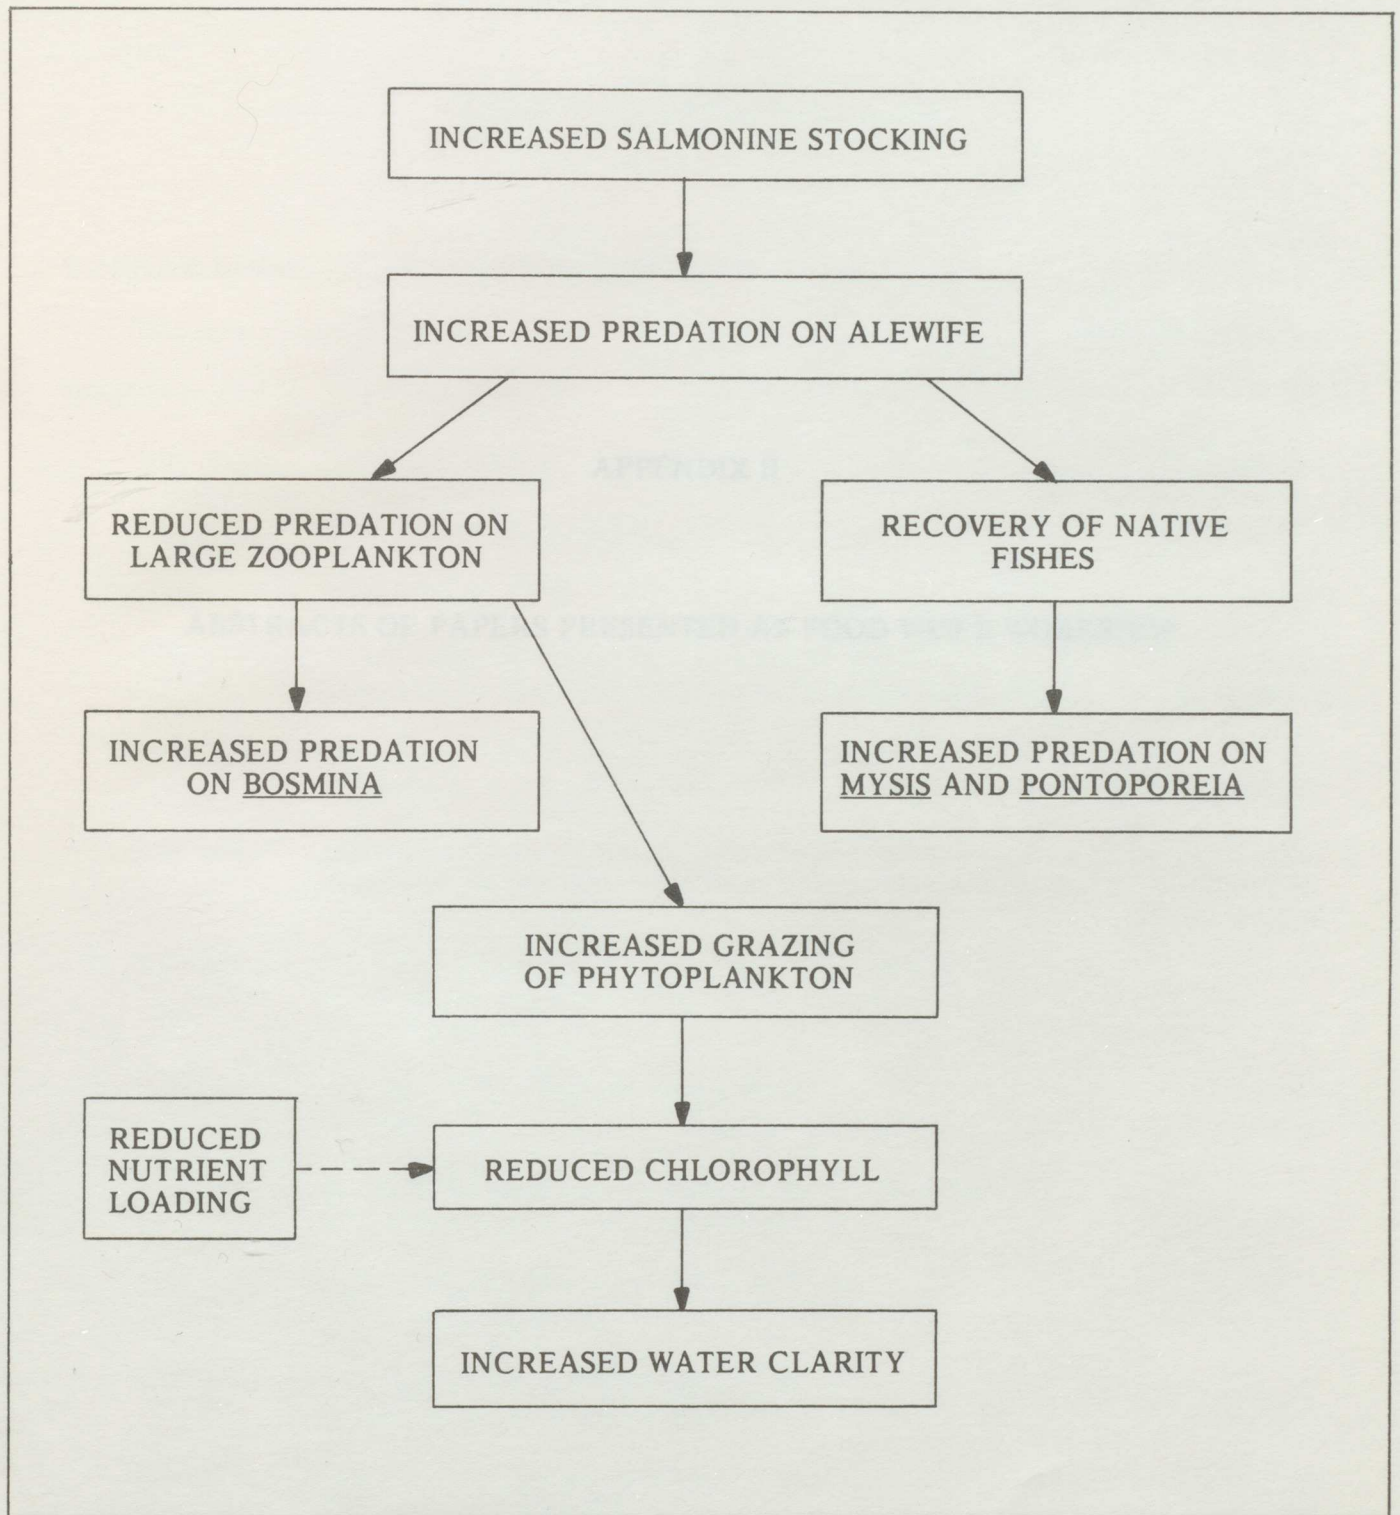 INCREASED SALMONINE STOCKING
INCREASED PREDATION ON ALEWIFE
REDUCED PREDATION ON
LARGE ZOOPLANKTON
RECOVERY OF NATIVE
FISHES
INCREASED PREDATION
ON BOSMINA
INCREASED PREDATION ON
MYSIS AND PONTOPOREIA
INCREASED GRAZING
OF PHYTOPLANKTON
REDUCED
NUTRIENT
LOADING
REDUCED CHLOROPHYLL
INCREASED WATER CLARITY